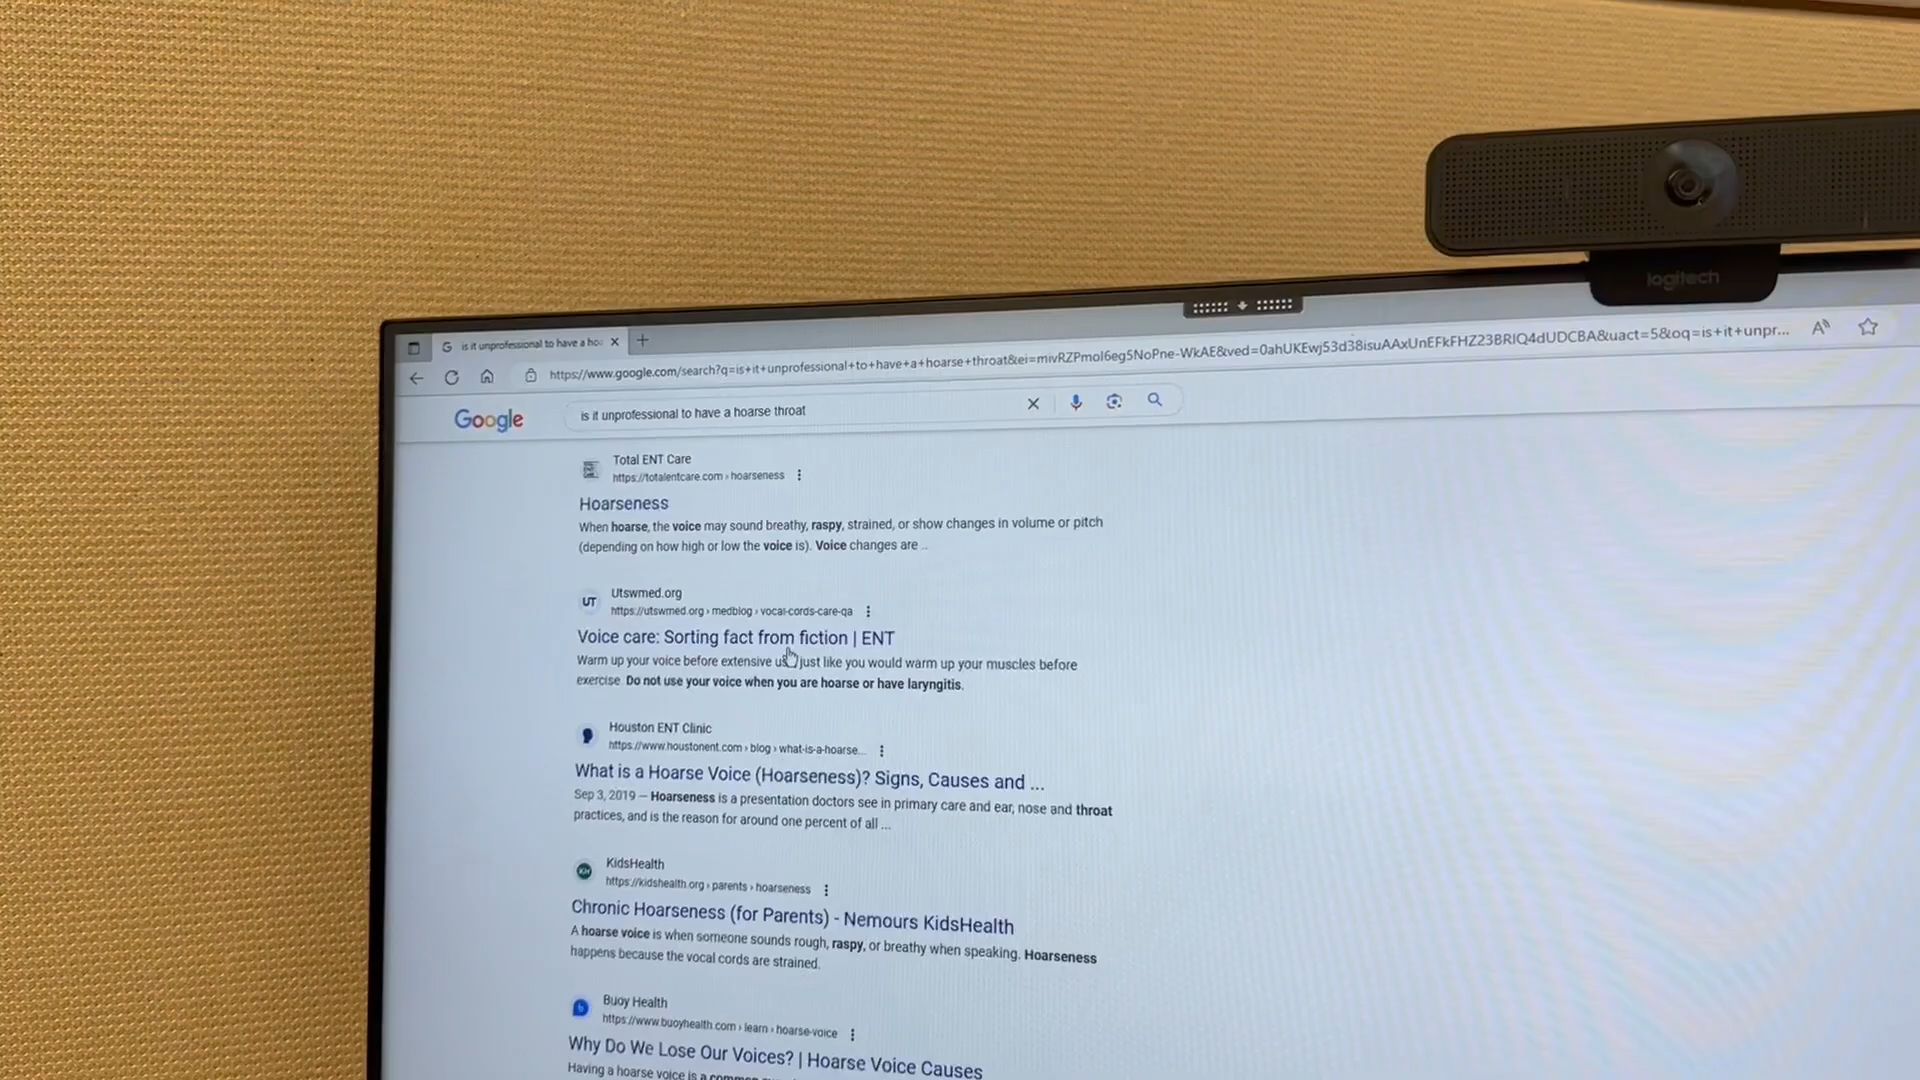 logitech
is it unprofessional to have a ho
https://www.google.com/search?q=is+it+unprofessional+to+have+a+hoarse+throat&ei=mivRZPmol6eg5NoPne-WkAE&ved=0ahUKEwj53d38isuAAxUnEFkFHZ23BRIQ4dUDCBA&uact=5&oq=is+it+unpr...
Google
is it unprofessional to have a hoarse throat
Total ENT Care
https://totalentcare.com › hoarseness
Hoarseness
When hoarse, the voice may sound breathy, raspy, strained, or show changes in volume or pitch
(depending on how high or low the voice is). Voice changes are ..
UT
Utswmed.org
https://utswmed.org › medblog › vocal-cords-care-qa
Voice care: Sorting fact from fiction | ENT
Warm up your voice before extensive just like you would warm up your muscles before
exercise. Do not use your voice when you are hoarse or have laryngitis.
Houston ENT Clinic
https://www.houstonent.com › blog › what-is-a-hoarse...
What is a Hoarse Voice (Hoarseness)? Signs, Causes and ...
Sep 3, 2019 — Hoarseness is a presentation doctors see in primary care and ear, nose and throat
practices, and is the reason for around one percent of all ...
KH
KidsHealth
https://kidshealth.org › parents › hoarseness
Chronic Hoarseness (for Parents) - Nemours KidsHealth
A hoarse voice is when someone sounds rough, raspy, or breathy when speaking. Hoarseness
happens because the vocal cords are strained.
b
Buoy Health
https://www.buoyhealth.com › learn › hoarse-voice
Why Do We Lose Our Voices? | Hoarse Voice Causes
Having a hoarse voice is a common